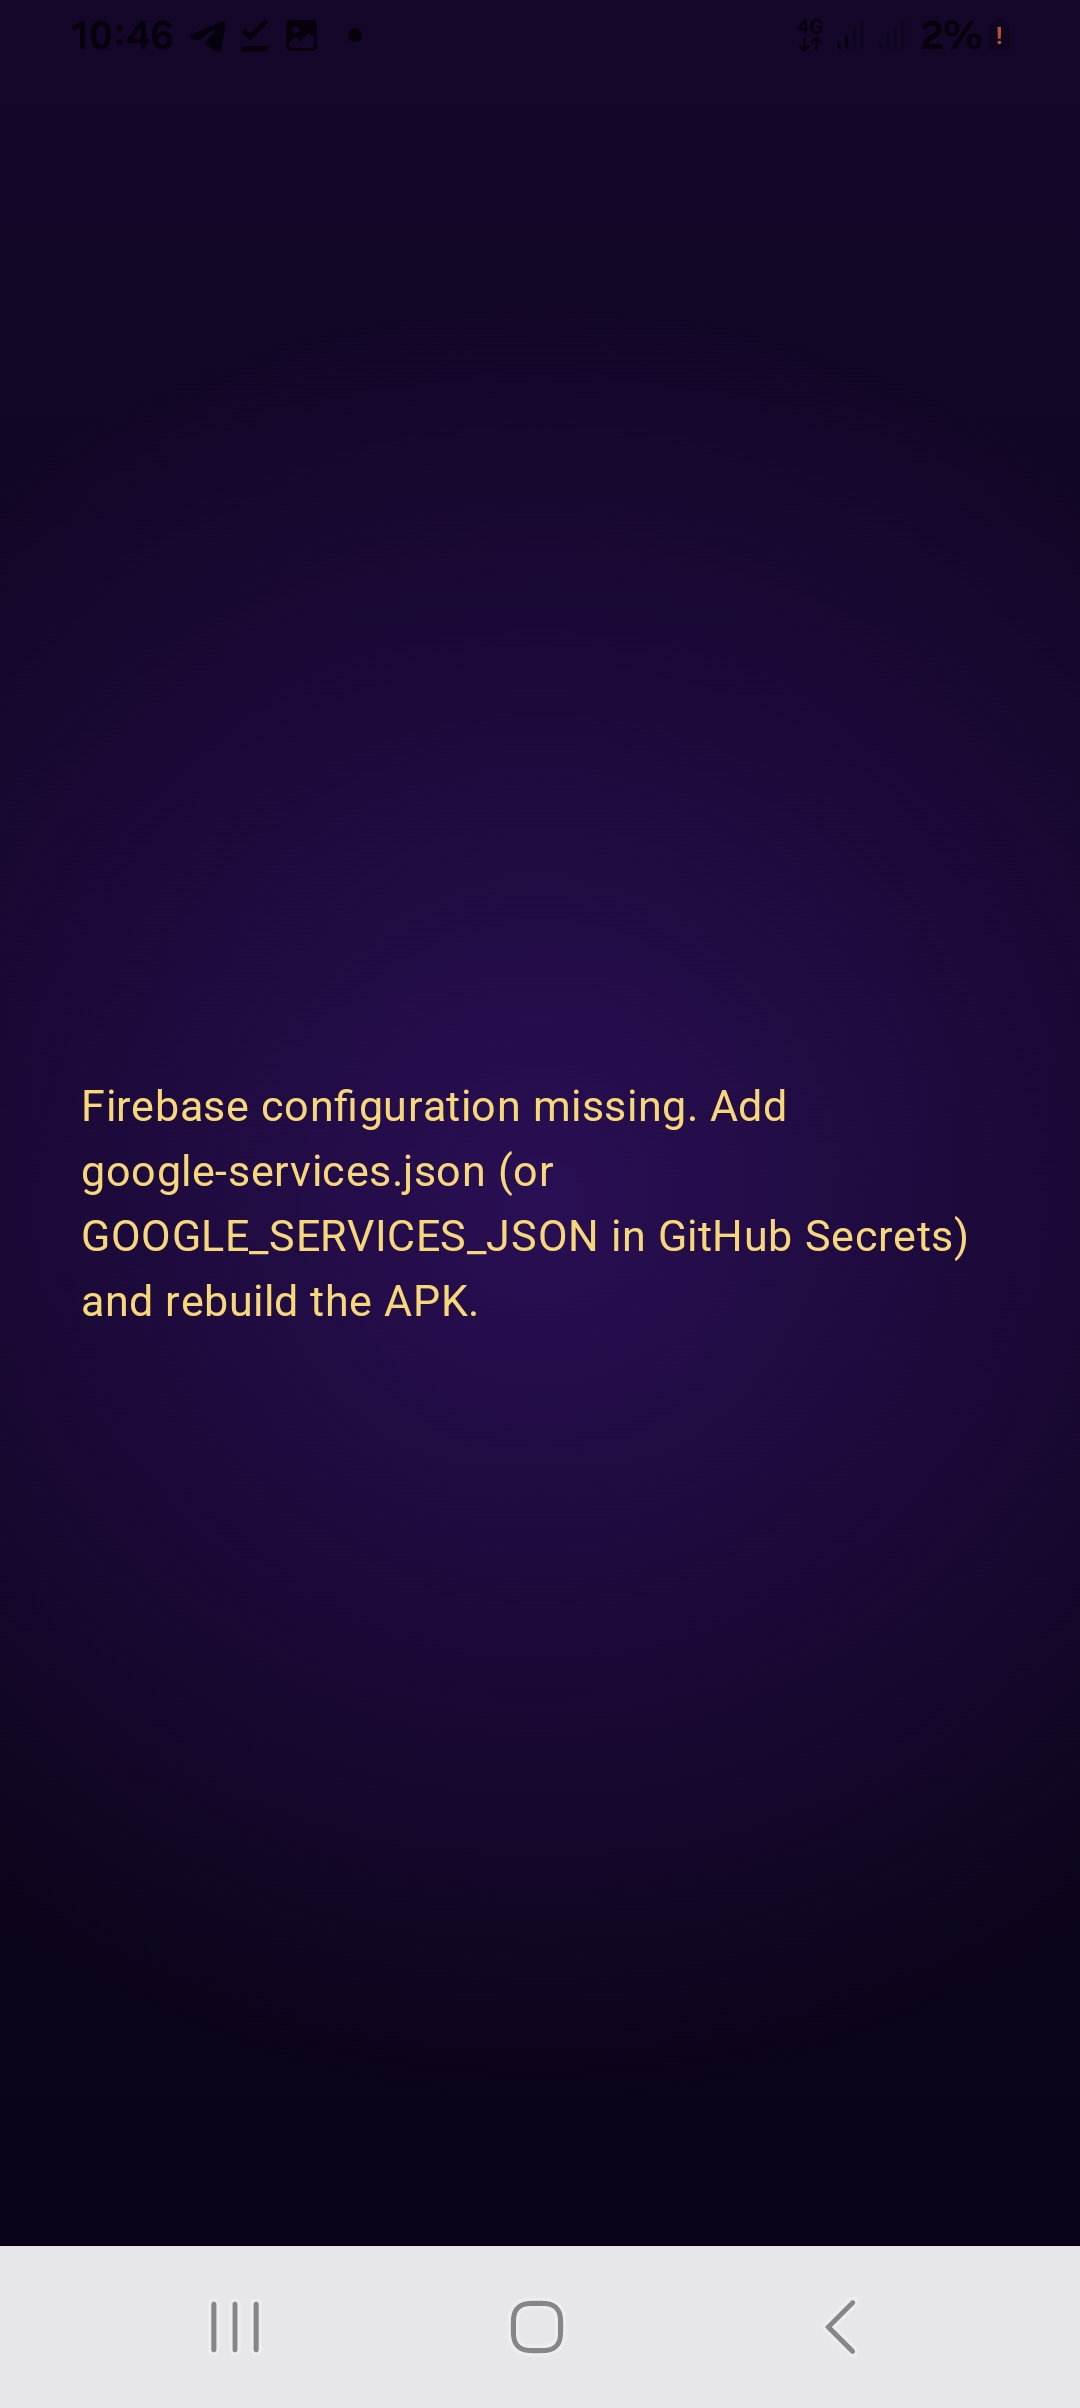 10:46
4G
2%
Firebase configuration missing. Add
google-services.json (or
GOOGLE_SERVICES_JSON in GitHub Secrets)
and rebuild the APK.